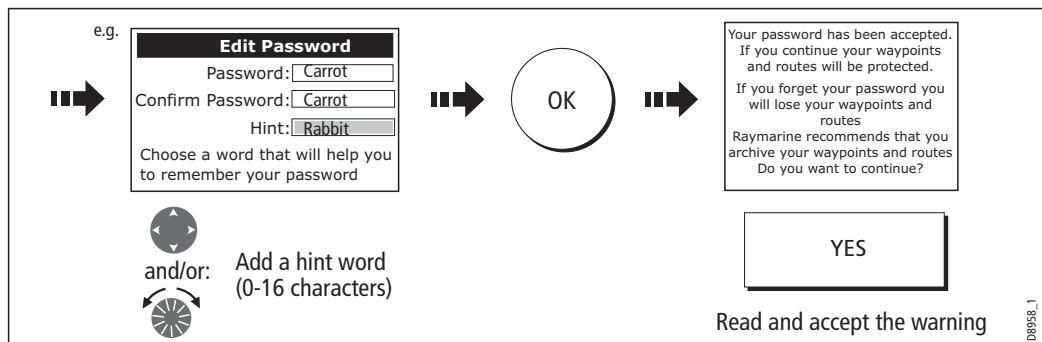 e.g.
Edit Password
Password: Carrot
Confirm Password: Carrot
Hint: Rabbit
Choose a word that will help you
to remember your password
and/or:
Add a hint word
(0-16 characters)
OK
Your password has been accepted.
If you continue your waypoints
and routes will be protected.
If you forget your password you
will lose your waypoints and
routes
Raymarine recommends that you
archive your waypoints and routes
Do you want to continue?
YES
Read and accept the warning
D8958_1